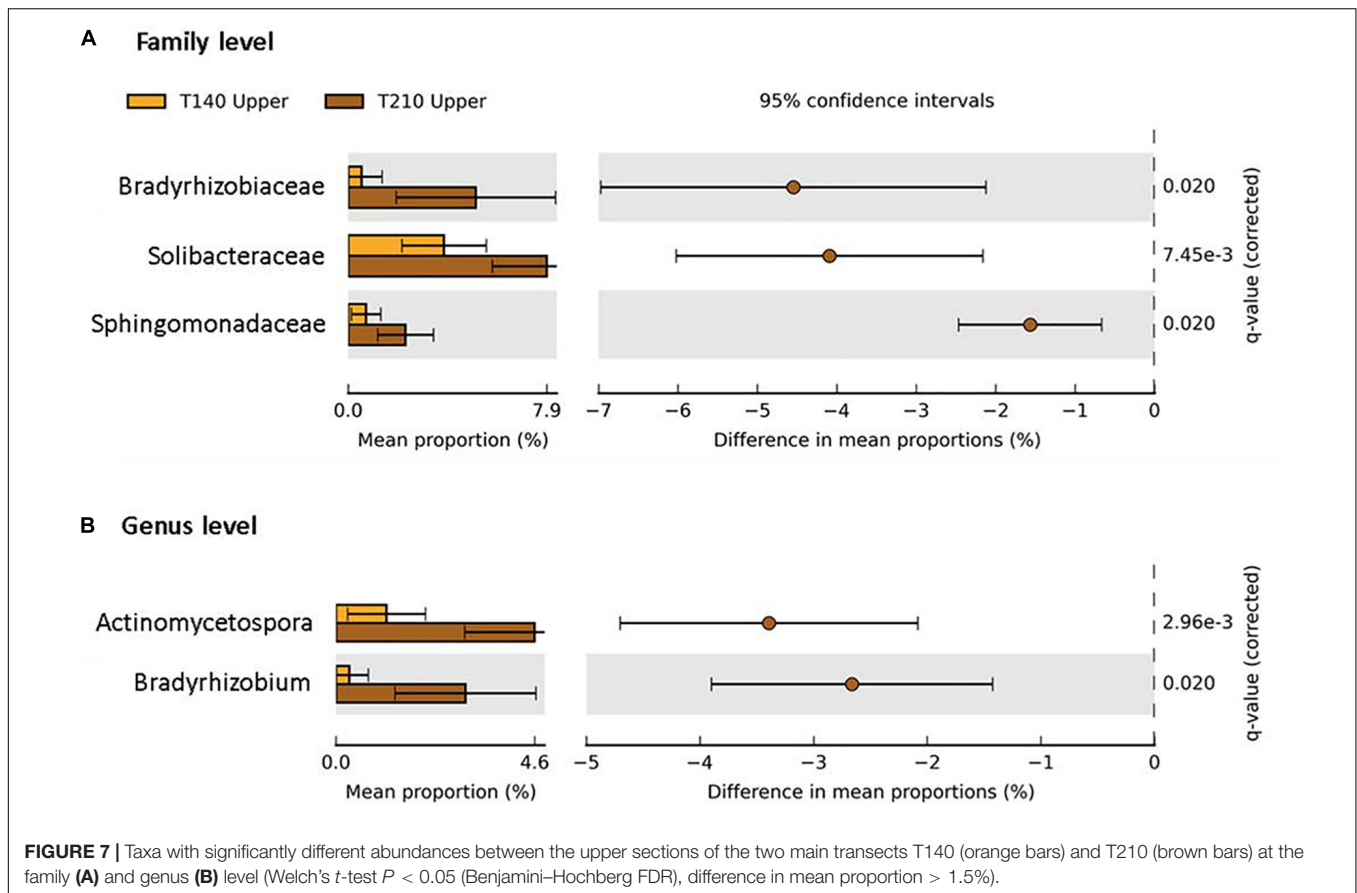 A Family level
T140 Upper T210 Upper 95% confidence intervals
Bradyrhizobiaceae 0.020
Solibacteraceae 7.45e-3
Sphingomonadaceae 0.020
q-value (corrected)
0.0 7.9 −7 −6 −5 −4 −3 −2 −1 0
Mean proportion (%) Difference in mean proportions (%)
B Genus level
Actinomycetospora 2.96e-3
Bradyrhizobium 0.020
q-value (corrected)
0.0 4.6 −5 −4 −3 −2 −1 0
Mean proportion (%) Difference in mean proportions (%)
FIGURE 7 | Taxa with significantly different abundances between the upper sections of the two main transects T140 (orange bars) and T210 (brown bars) at the
family (A) and genus (B) level (Welch's t-test P < 0.05 (Benjamini–Hochberg FDR), difference in mean proportion > 1.5%).